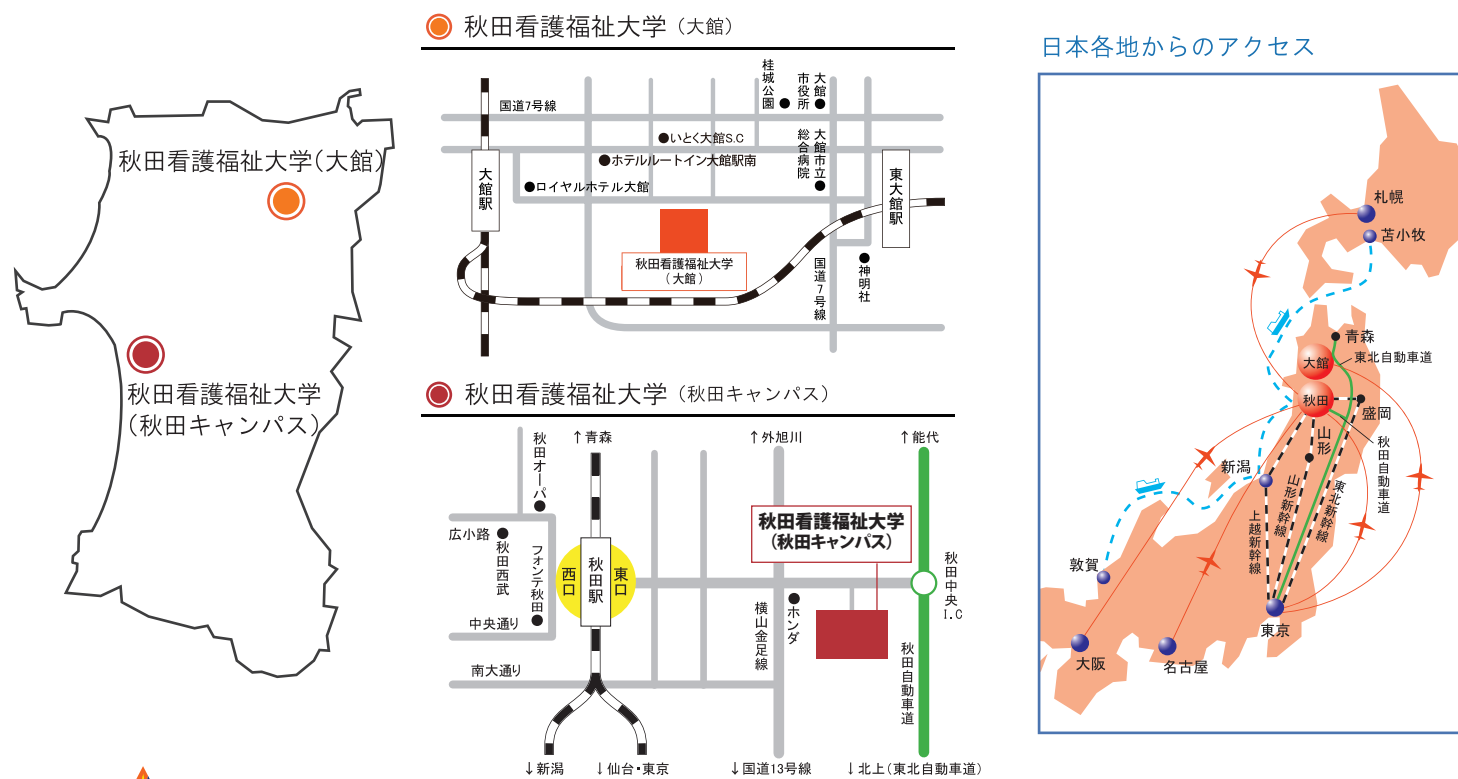 秋田看護福祉大学(大館)
秋田看護福祉大学
(秋田キャンパス)
秋田看護福祉大学（大館）
国道7号線
桂城公園
大館市役所
いとく大館S.C
ホテルルートイン大館駅南
大館市立総合病院
ロイヤルホテル大館
大館駅
東大館駅
秋田看護福祉大学
（大館）
国道7号線
神明社
秋田看護福祉大学（秋田キャンパス）
↑青森
↑外旭川
↑能代
秋田オーパ
広小路
秋田西武
フォンテ秋田
西口
秋田駅
東口
秋田看護福祉大学
(秋田キャンパス)
秋田中央I.C
ホンダ
横山金足線
中央通り
南大通り
秋田自動車道
↓新潟
↓仙台・東京
↓国道13号線
↓北上(東北自動車道)
日本各地からのアクセス
札幌
苫小牧
青森
大館
東北自動車道
秋田
盛岡
山形
秋田自動車道
新潟
山形新幹線
東北新幹線
上越新幹線
敦賀
東京
大阪
名古屋